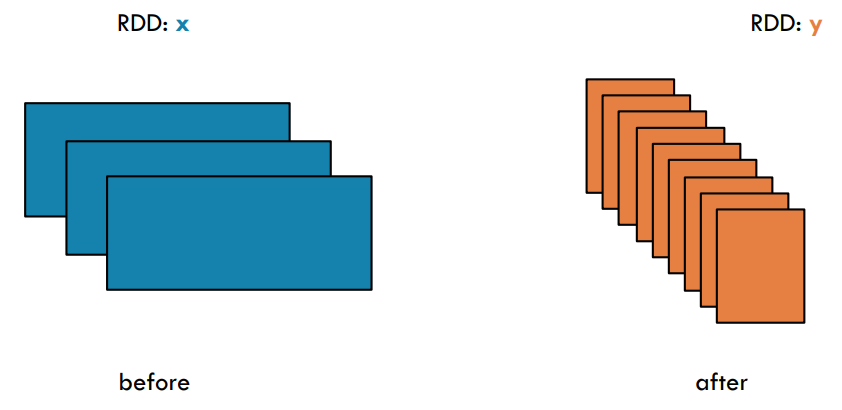 RDD: x
RDD: y
before
after